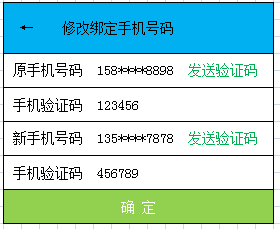 ← 修改绑定手机号码
原手机号码 158****8898 发送验证码
手机验证码 123456
新手机号码 135****7878 发送验证码
手机验证码 456789
确 定